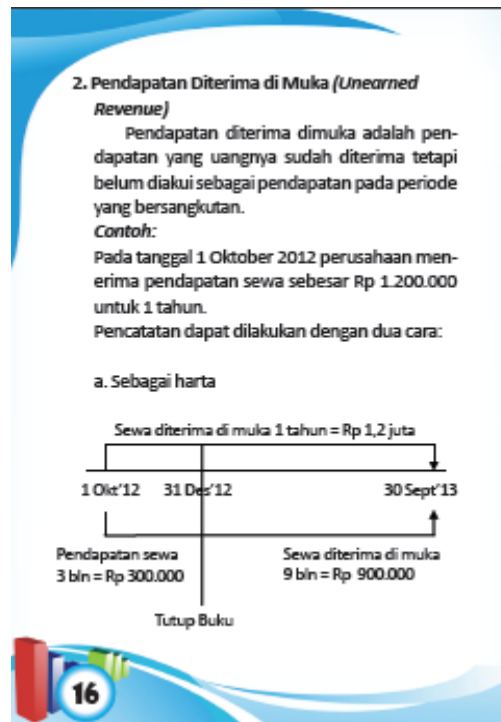 2. Pendapatan Diterima di Muka (Unearned
Revenue)
Pendapatan diterima dimuka adalah pen-
dapatan yang uangnya sudah diterima tetapi
belum diakui sebagai pendapatan pada periode
yang bersangkutan.
Contoh:
Pada tanggal 1 Oktober 2012 perusahaan men-
erima pendapatan sewa sebesar Rp 1.200.000
untuk 1 tahun.
Pencatatan dapat dilakukan dengan dua cara:
a. Sebagai harta
Sewa diterima di muka 1 tahun = Rp 1,2 juta
1 Okt'12 31 Des'12 30 Sept'13
Pendapatan sewa
3 bln = Rp 300.000
Sewa diterima di muka
9 bln = Rp 900.000
Tutup Buku
16